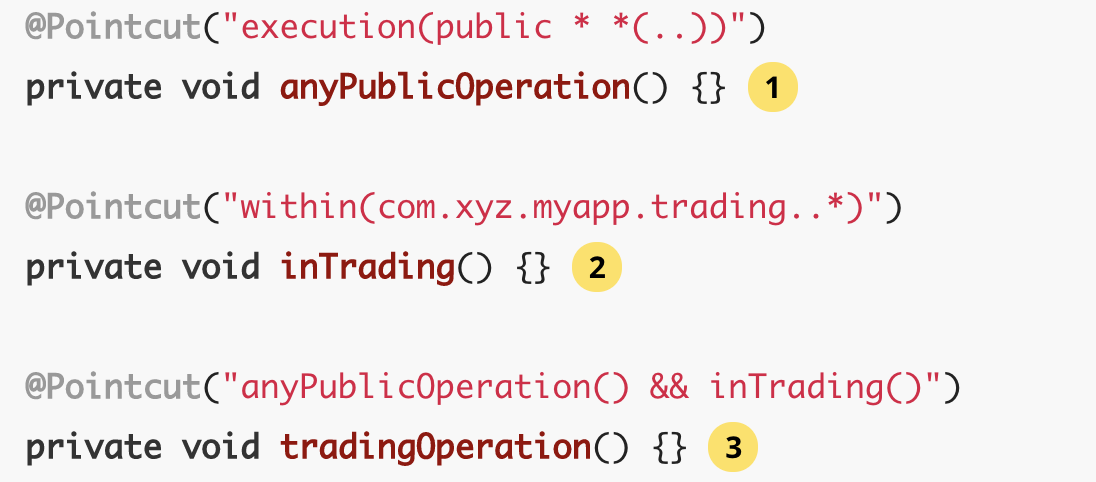 @Pointcut("execution(public * *(..))")
private void anyPublicOperation() {} 1
@Pointcut("within(com.xyz.myapp.trading..*)")
private void inTrading() {} 2
@Pointcut("anyPublicOperation() && inTrading()")
private void tradingOperation() {} 3